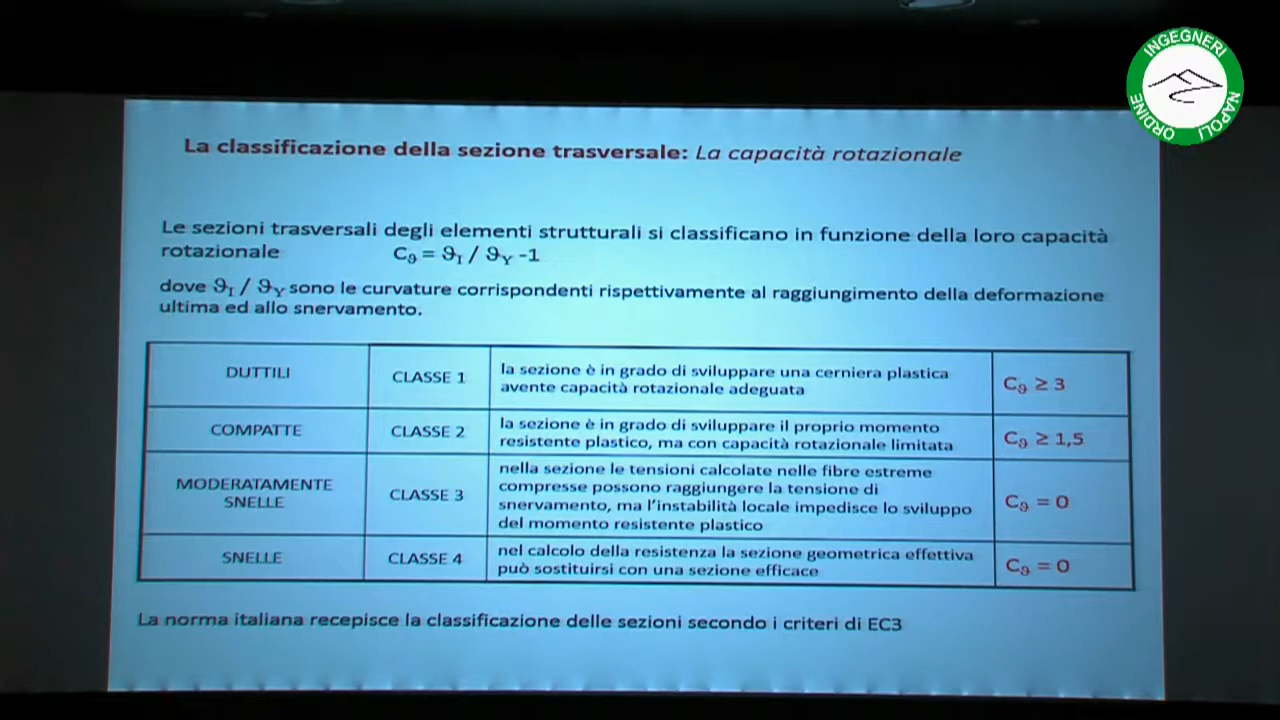 INGEGNERI
NAPOLI
ORDINE
La classificazione della sezione trasversale: La capacità rotazionale
Le sezioni trasversali degli elementi strutturali si classificano in funzione della loro capacità
rotazionale C𝜗 = 𝜗I / 𝜗Y -1
dove 𝜗I / 𝜗Y sono le curvature corrispondenti rispettivamente al raggiungimento della deformazione
ultima ed allo snervamento.
DUTTILI
CLASSE 1
la sezione è in grado di sviluppare una cerniera plastica
avente capacità rotazionale adeguata
C𝜗 ≥ 3
COMPATTE
CLASSE 2
la sezione è in grado di sviluppare il proprio momento
resistente plastico, ma con capacità rotazionale limitata
C𝜗 ≥ 1,5
MODERATAMENTE
SNELLE
CLASSE 3
nella sezione le tensioni calcolate nelle fibre estreme
compresse possono raggiungere la tensione di
snervamento, ma l'instabilità locale impedisce lo sviluppo
del momento resistente plastico
C𝜗 = 0
SNELLE
CLASSE 4
nel calcolo della resistenza la sezione geometrica effettiva
può sostituirsi con una sezione efficace
C𝜗 = 0
La norma italiana recepisce la classificazione delle sezioni secondo i criteri di EC3